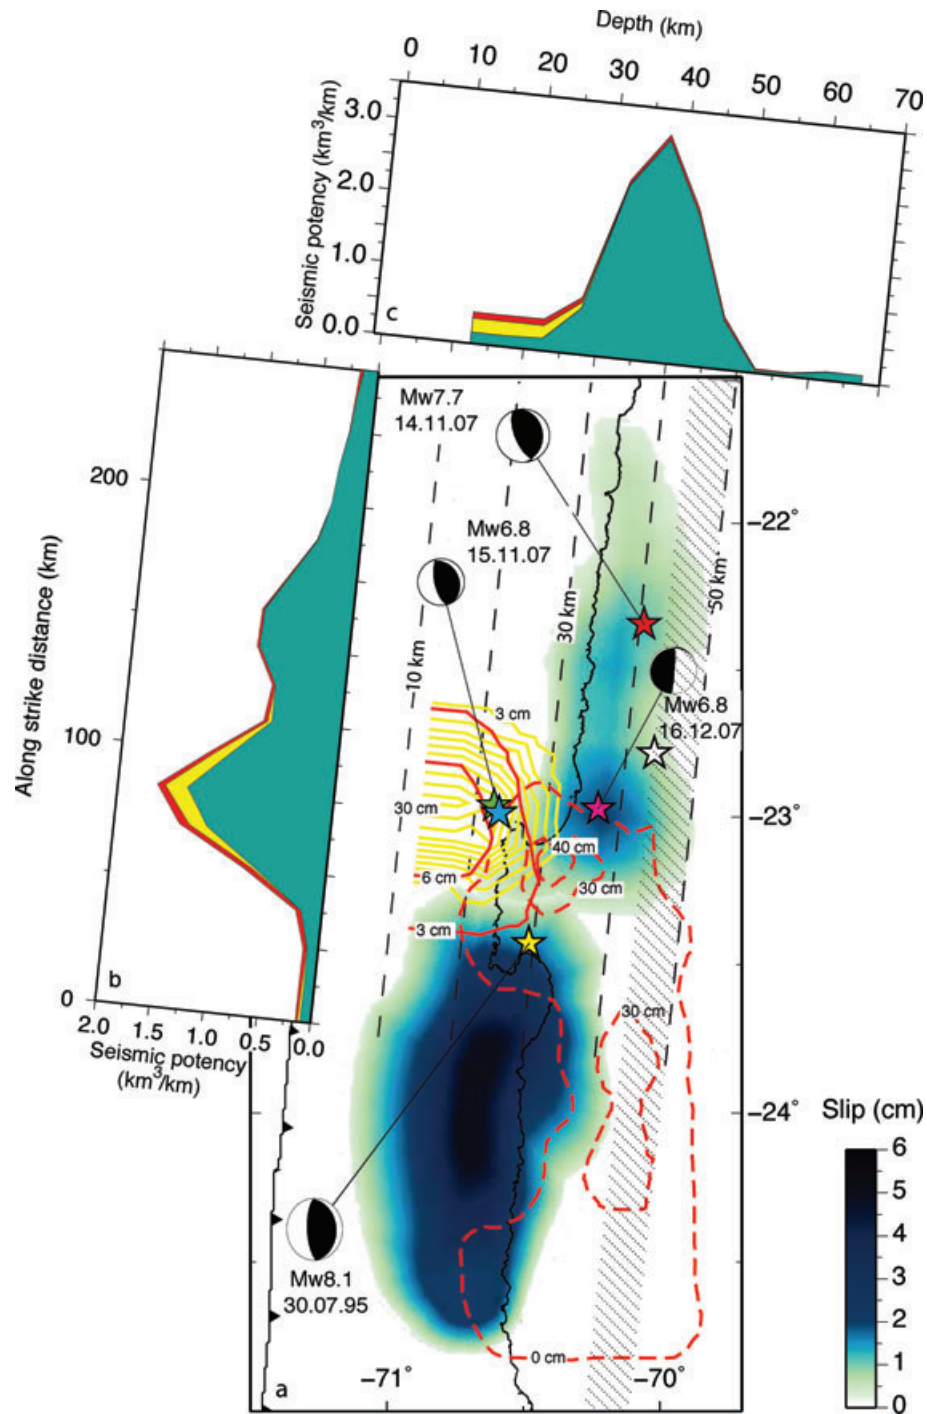 Depth (km)
0 10 20 30 40 50 60 70
Seismic potency (km³/km)
3.0
2.0
1.0
0.0
c
Mw7.7
14.11.07
Mw6.8
15.11.07
200
100
0
Along strike distance (km)
b
2.0 1.5 1.0 0.5 0.0
Seismic potency
(km³/km)
−22°
−23°
−24°
10 km
30 km
50 km
Mw6.8
16.12.07
3 cm
30 cm
40 cm
6 cm
30 cm
3 cm
30 cm
Mw8.1
30.07.95
0 cm
a
−71°
−70°
Slip (cm)
6
5
4
3
2
1
0